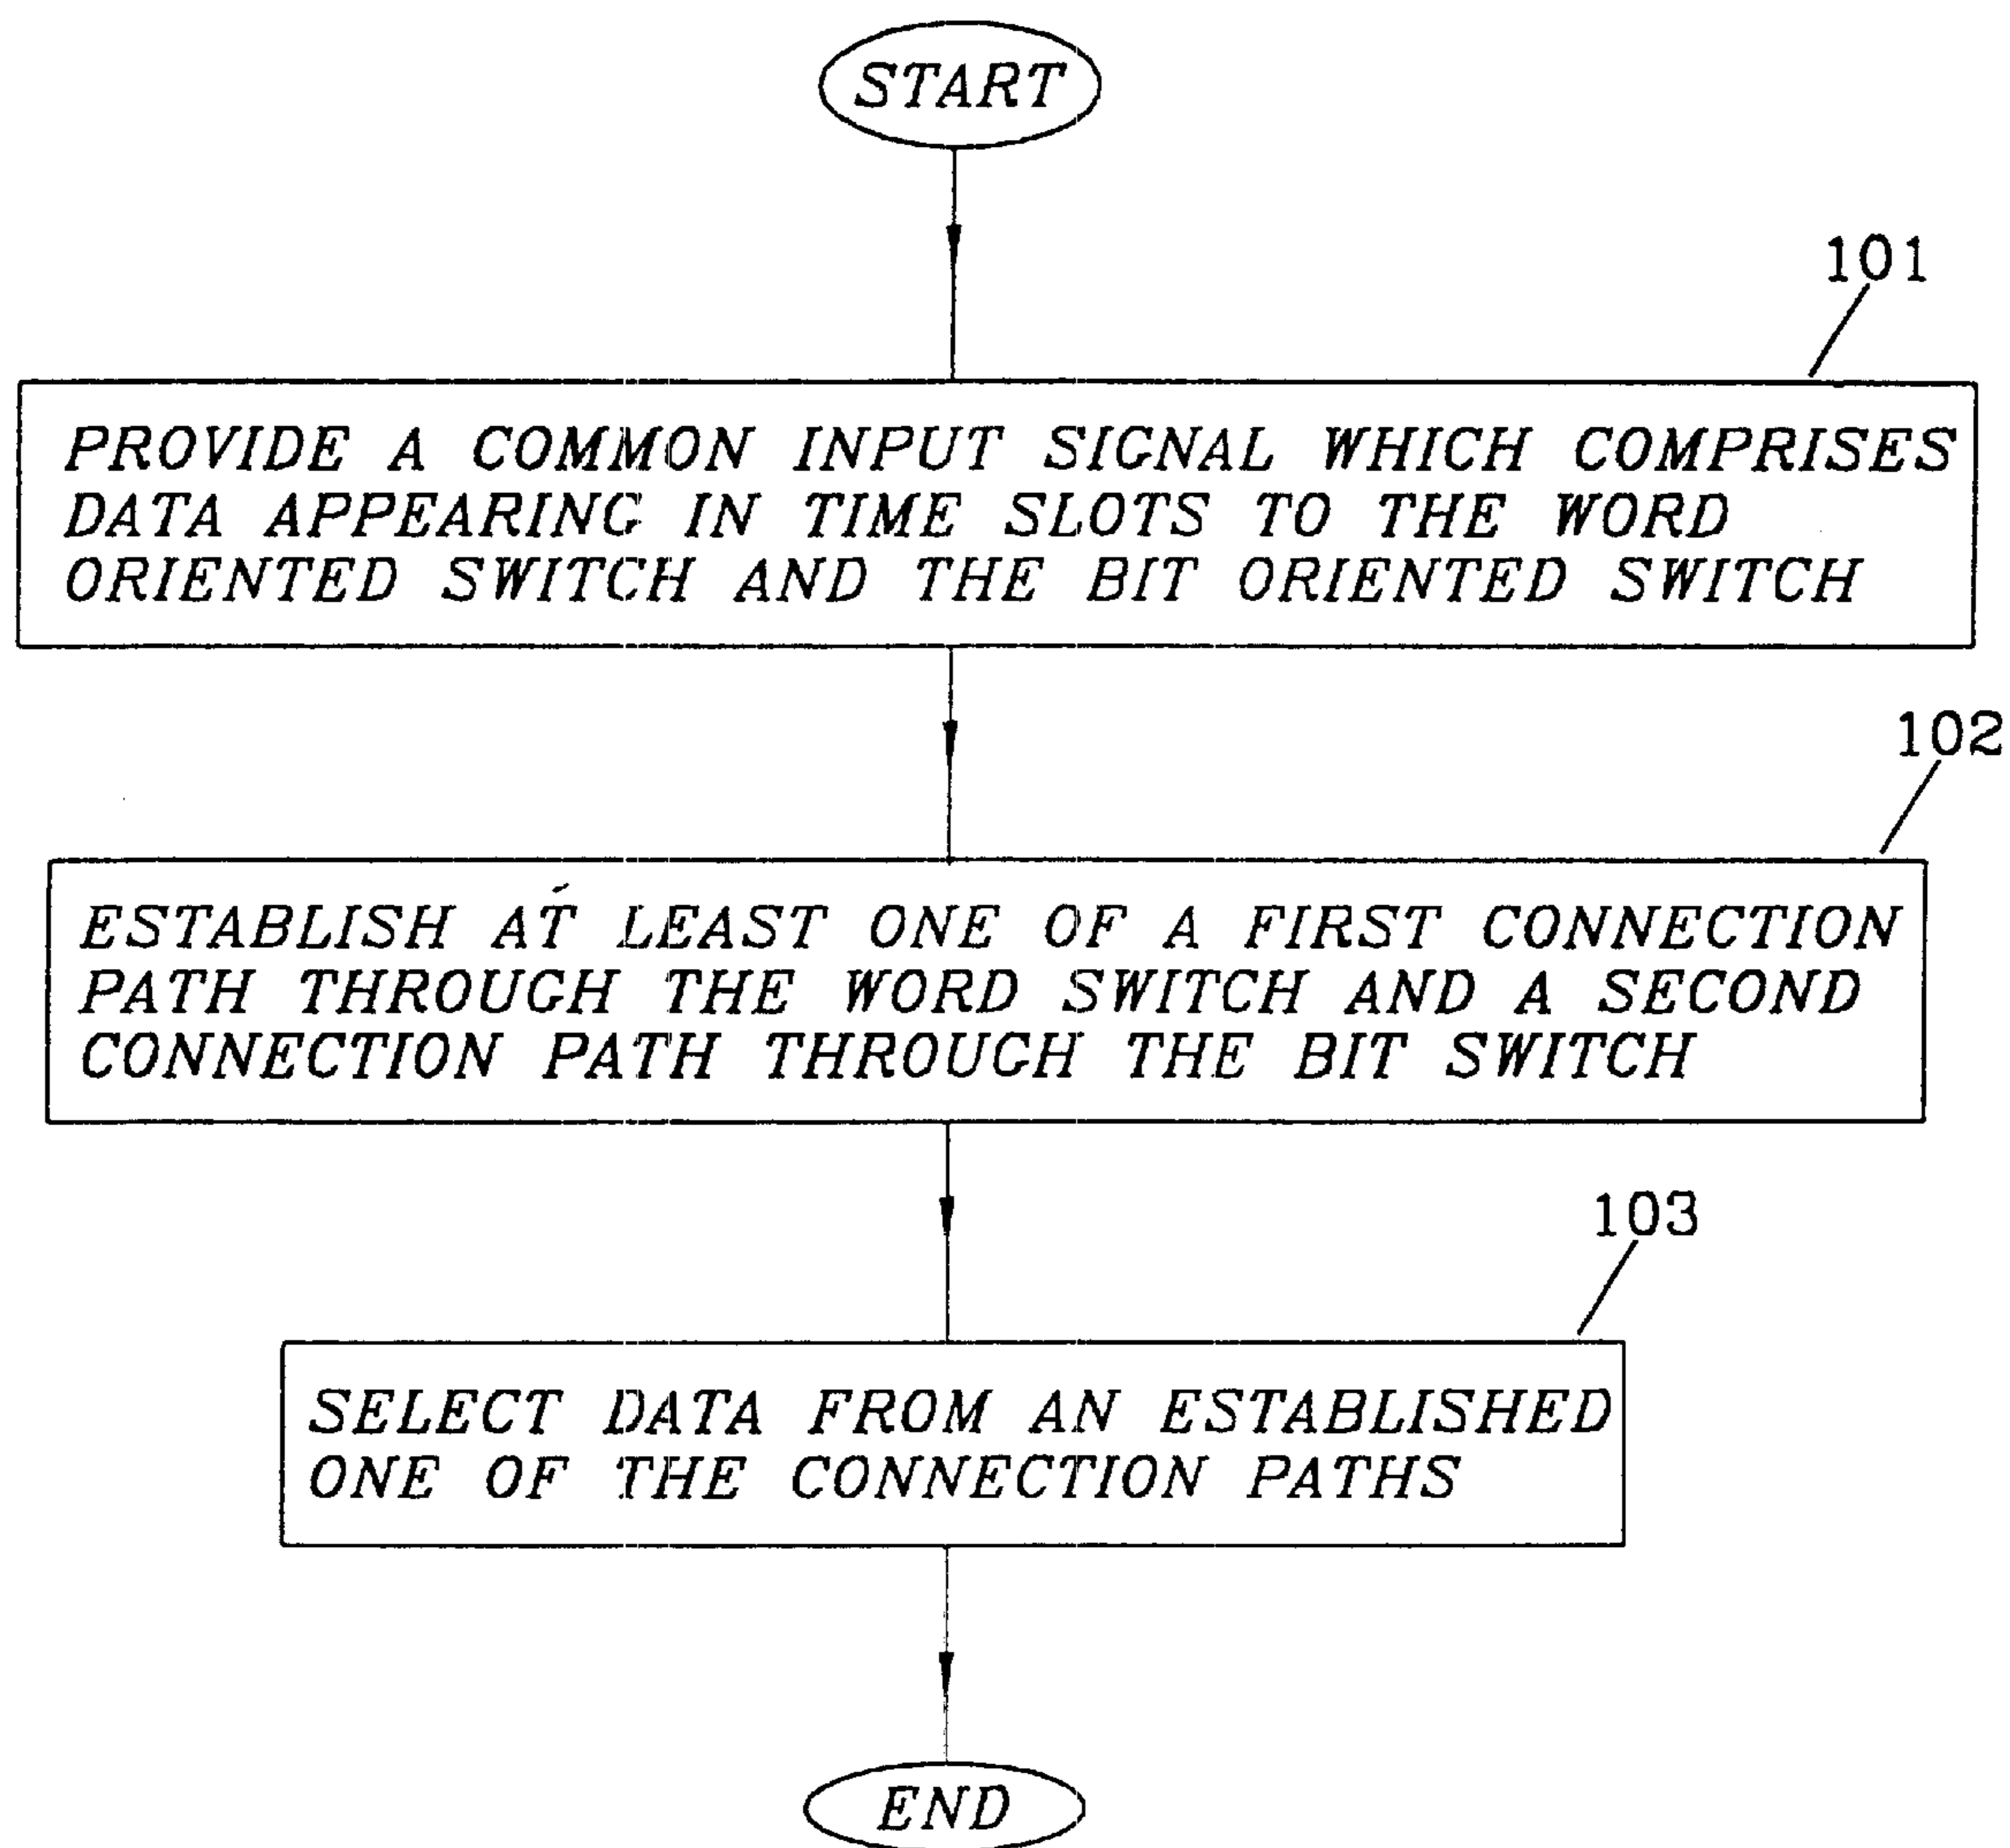 START
101
PROVIDE A COMMON INPUT SIGNAL WHICH COMPRISES
DATA APPEARING IN TIME SLOTS TO THE WORD
ORIENTED SWITCH AND THE BIT ORIENTED SWITCH
102
ESTABLISH AT LEAST ONE OF A FIRST CONNECTION
PATH THROUGH THE WORD SWITCH AND A SECOND
CONNECTION PATH THROUGH THE BIT SWITCH
103
SELECT DATA FROM AN ESTABLISHED
ONE OF THE CONNECTION PATHS
END